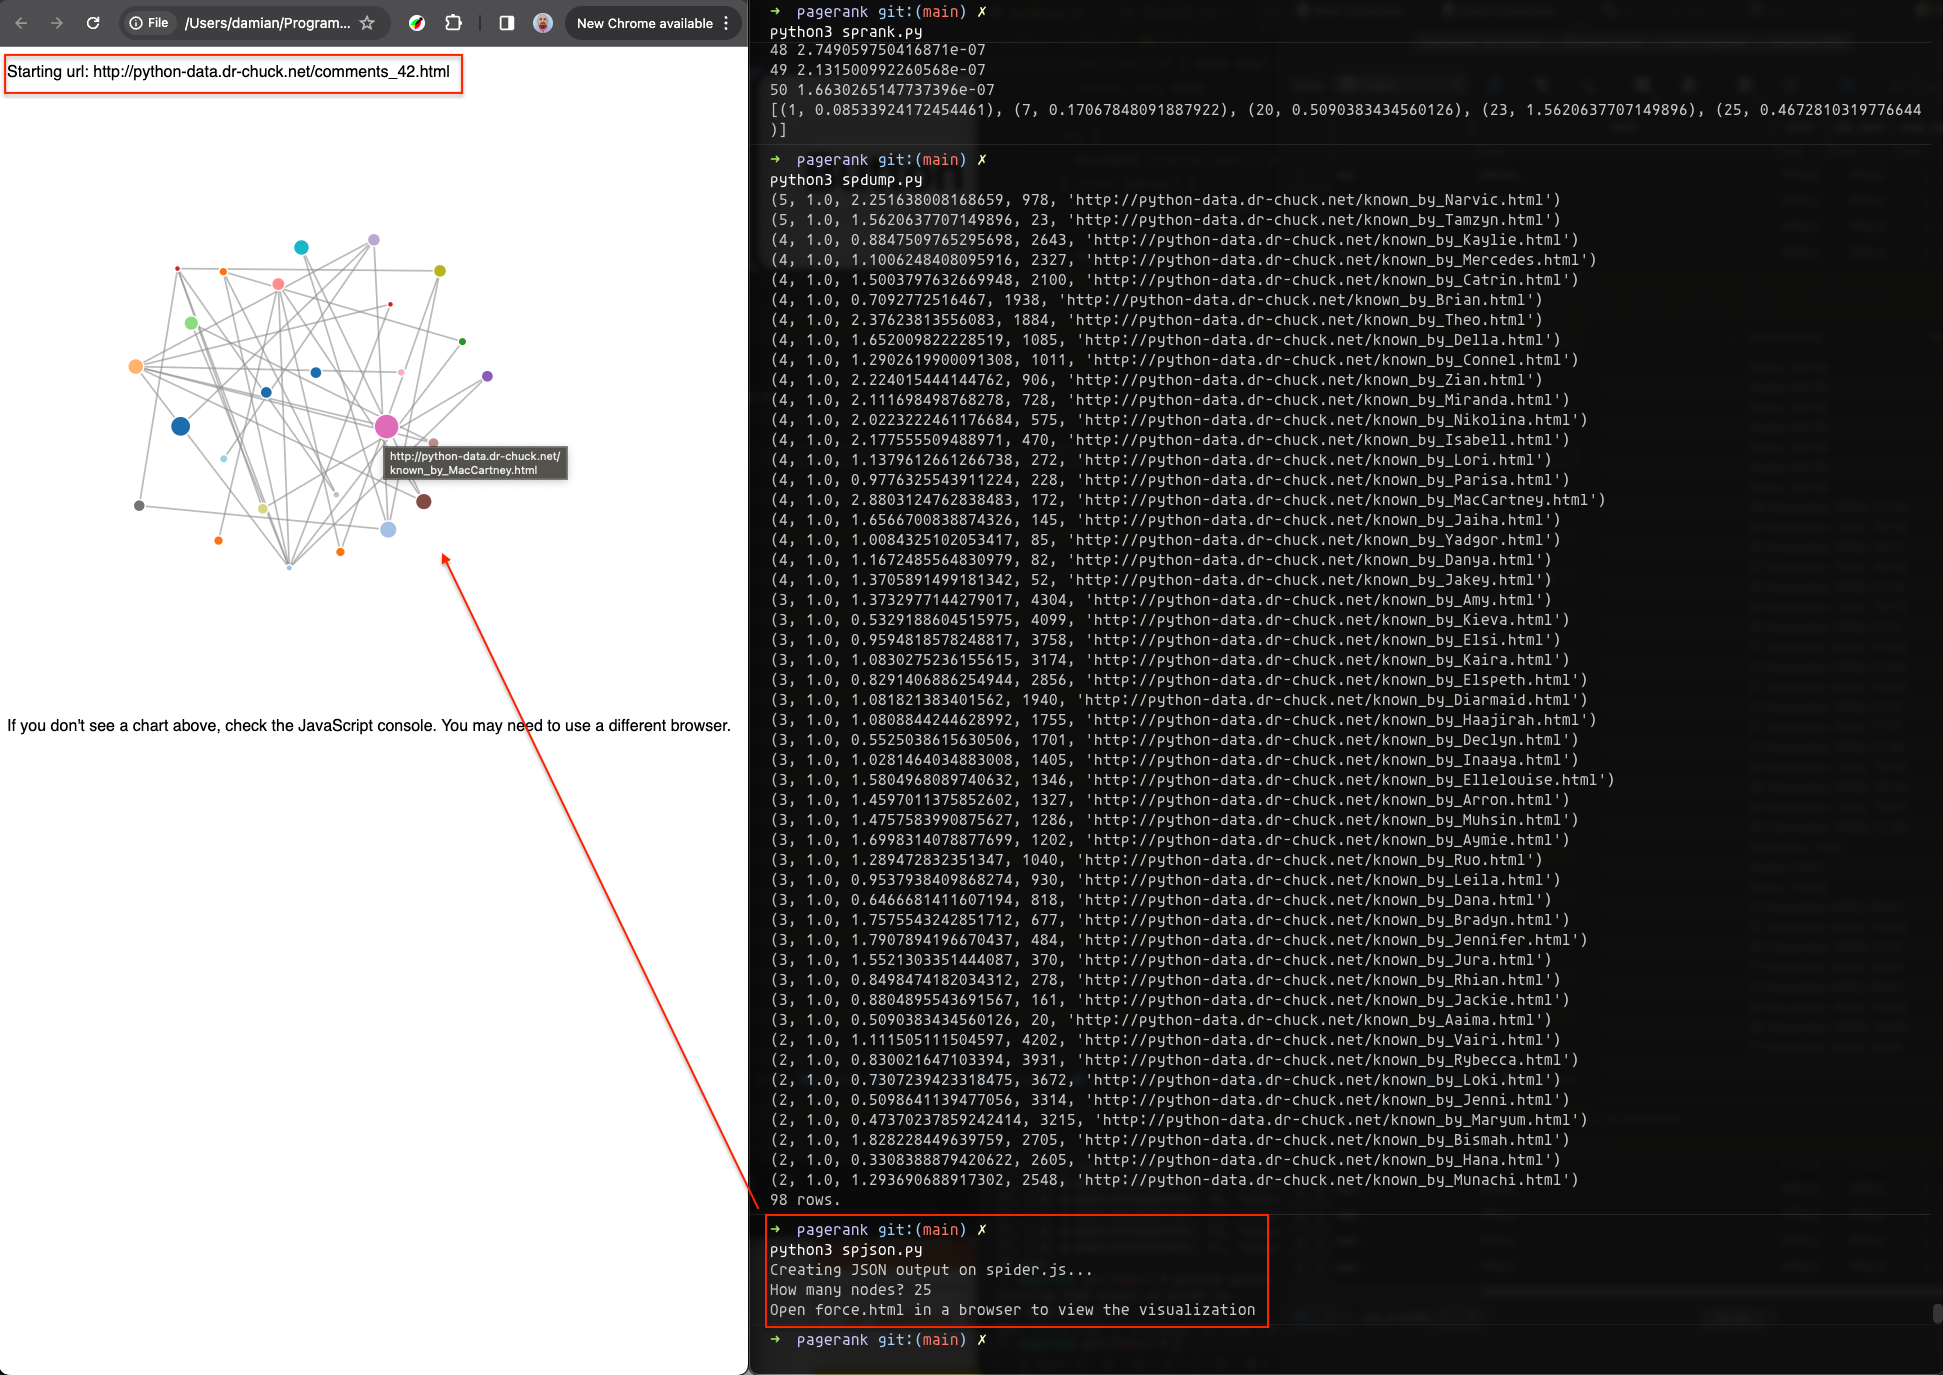 File
/Users/damian/Program...
New Chrome available
Starting url: http://python-data.dr-chuck.net/comments_42.html
http://python-data.dr-chuck.net/
known_by_MacCartney.html
If you don't see a chart above, check the JavaScript console. You may need to use a different browser.
➜ pagerank git:(main) ✗
python3 sprank.py
48 2.749059750416871e-07
49 2.131500992260568e-07
50 1.6630265147737396e-07
[(1, 0.08533924172454461), (7, 0.17067848091887922), (20, 0.5090383434560126), (23, 1.5620637707149896), (25, 0.4672810319776644
)]
➜ pagerank git:(main) ✗
python3 spdump.py
(5, 1.0, 2.251638008168659, 978, 'http://python-data.dr-chuck.net/known_by_Narvic.html')
(5, 1.0, 1.5620637707149896, 23, 'http://python-data.dr-chuck.net/known_by_Tamzyn.html')
(4, 1.0, 0.8847509765295698, 2643, 'http://python-data.dr-chuck.net/known_by_Kaylie.html')
(4, 1.0, 1.1006248408095916, 2327, 'http://python-data.dr-chuck.net/known_by_Mercedes.html')
(4, 1.0, 1.5003797632669948, 2100, 'http://python-data.dr-chuck.net/known_by_Catrin.html')
(4, 1.0, 0.7092772516467, 1938, 'http://python-data.dr-chuck.net/known_by_Brian.html')
(4, 1.0, 2.37623813556083, 1884, 'http://python-data.dr-chuck.net/known_by_Theo.html')
(4, 1.0, 1.652009822228519, 1085, 'http://python-data.dr-chuck.net/known_by_Della.html')
(4, 1.0, 1.2902619900091308, 1011, 'http://python-data.dr-chuck.net/known_by_Connel.html')
(4, 1.0, 2.224015444144762, 906, 'http://python-data.dr-chuck.net/known_by_Zian.html')
(4, 1.0, 2.111698498768278, 728, 'http://python-data.dr-chuck.net/known_by_Miranda.html')
(4, 1.0, 2.0223222461176684, 575, 'http://python-data.dr-chuck.net/known_by_Nikolina.html')
(4, 1.0, 2.177555509488971, 470, 'http://python-data.dr-chuck.net/known_by_Isabell.html')
(4, 1.0, 1.1379612661266738, 272, 'http://python-data.dr-chuck.net/known_by_Lori.html')
(4, 1.0, 0.9776325543911224, 228, 'http://python-data.dr-chuck.net/known_by_Parisa.html')
(4, 1.0, 2.8803124762838483, 172, 'http://python-data.dr-chuck.net/known_by_MacCartney.html')
(4, 1.0, 1.6566700838874326, 145, 'http://python-data.dr-chuck.net/known_by_Jaiha.html')
(4, 1.0, 1.0084325102053417, 85, 'http://python-data.dr-chuck.net/known_by_Yadgor.html')
(4, 1.0, 1.1672485564830979, 82, 'http://python-data.dr-chuck.net/known_by_Danya.html')
(4, 1.0, 1.3705891499181342, 52, 'http://python-data.dr-chuck.net/known_by_Jakey.html')
(3, 1.0, 1.3732977144279017, 4304, 'http://python-data.dr-chuck.net/known_by_Amy.html')
(3, 1.0, 0.5329188604515975, 4099, 'http://python-data.dr-chuck.net/known_by_Kieva.html')
(3, 1.0, 0.9594818578248817, 3758, 'http://python-data.dr-chuck.net/known_by_Elsi.html')
(3, 1.0, 1.0830275236155615, 3174, 'http://python-data.dr-chuck.net/known_by_Kaira.html')
(3, 1.0, 0.8291406886254944, 2856, 'http://python-data.dr-chuck.net/known_by_Elspeth.html')
(3, 1.0, 1.081821383401562, 1940, 'http://python-data.dr-chuck.net/known_by_Diarmaid.html')
(3, 1.0, 1.0808844244628992, 1755, 'http://python-data.dr-chuck.net/known_by_Haajirah.html')
(3, 1.0, 0.5525038615630506, 1701, 'http://python-data.dr-chuck.net/known_by_Declyn.html')
(3, 1.0, 1.0281464034883008, 1405, 'http://python-data.dr-chuck.net/known_by_Inaaya.html')
(3, 1.0, 1.5804968089740632, 1346, 'http://python-data.dr-chuck.net/known_by_Ellelouise.html')
(3, 1.0, 1.4597011375852602, 1327, 'http://python-data.dr-chuck.net/known_by_Arron.html')
(3, 1.0, 1.4757583990875627, 1286, 'http://python-data.dr-chuck.net/known_by_Muhsin.html')
(3, 1.0, 1.6998314078877699, 1202, 'http://python-data.dr-chuck.net/known_by_Aymie.html')
(3, 1.0, 1.289472832351347, 1040, 'http://python-data.dr-chuck.net/known_by_Ruo.html')
(3, 1.0, 0.9537938409868274, 930, 'http://python-data.dr-chuck.net/known_by_Leila.html')
(3, 1.0, 0.6466681411607194, 818, 'http://python-data.dr-chuck.net/known_by_Dana.html')
(3, 1.0, 1.7575543242851712, 677, 'http://python-data.dr-chuck.net/known_by_Bradyn.html')
(3, 1.0, 1.7907894196670437, 484, 'http://python-data.dr-chuck.net/known_by_Jennifer.html')
(3, 1.0, 1.5521303351444087, 370, 'http://python-data.dr-chuck.net/known_by_Jura.html')
(3, 1.0, 0.8498474182034312, 278, 'http://python-data.dr-chuck.net/known_by_Rhian.html')
(3, 1.0, 0.8804895543691567, 161, 'http://python-data.dr-chuck.net/known_by_Jackie.html')
(3, 1.0, 0.5090383434560126, 20, 'http://python-data.dr-chuck.net/known_by_Aaima.html')
(2, 1.0, 1.111505111504597, 4202, 'http://python-data.dr-chuck.net/known_by_Vairi.html')
(2, 1.0, 0.830021647103394, 3931, 'http://python-data.dr-chuck.net/known_by_Rybecca.html')
(2, 1.0, 0.7307239423318475, 3672, 'http://python-data.dr-chuck.net/known_by_Loki.html')
(2, 1.0, 0.5098641139477056, 3314, 'http://python-data.dr-chuck.net/known_by_Jenni.html')
(2, 1.0, 0.47370237859242414, 3215, 'http://python-data.dr-chuck.net/known_by_Maryum.html')
(2, 1.0, 1.828228449639759, 2705, 'http://python-data.dr-chuck.net/known_by_Bismah.html')
(2, 1.0, 0.3308388879420622, 2605, 'http://python-data.dr-chuck.net/known_by_Hana.html')
(2, 1.0, 1.293690688917302, 2548, 'http://python-data.dr-chuck.net/known_by_Munachi.html')
98 rows.
➜ pagerank git:(main) ✗
python3 spjson.py
Creating JSON output on spider.js...
How many nodes? 25
Open force.html in a browser to view the visualization
➜ pagerank git:(main) ✗